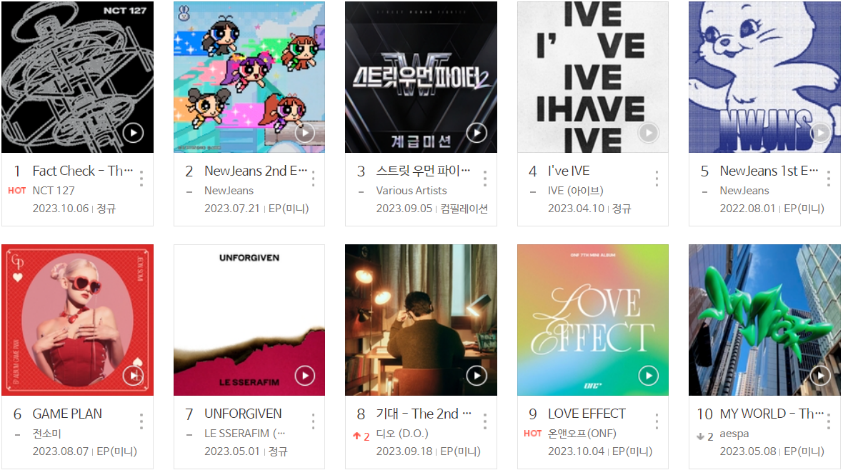 NCT 127
1 Fact Check - Th···
HOT NCT 127
2023.10.06 | 정규
2 NewJeans 2nd E···
– NewJeans
2023.07.21 | EP(미니)
스트릿 우먼 파이터2
계급미션
3 스트릿 우먼 파이···
– Various Artists
2023.09.05 | 컴필레이션
IVE
I' VE
IVE
IHAVE
IVE
4 I've IVE
– IVE (아이브)
2023.04.10 | 정규
NWJNS
5 NewJeans 1st E···
– NewJeans
2022.08.01 | EP(미니)
GP
6 GAME PLAN
– 전소미
2023.08.07 | EP(미니)
UNFORGIVEN
LE SSERAFIM
7 UNFORGIVEN
– LE SSERAFIM (···
2023.05.01 | 정규
8 기대 - The 2nd ···
2 디오 (D.O.)
2023.09.18 | EP(미니)
ONF 7TH MINI ALBUM
LOVE
EFFECT
ONF
9 LOVE EFFECT
HOT 온앤오프(ONF)
2023.10.04 | EP(미니)
10 MY WORLD - Th···
2 aespa
2023.05.08 | EP(미니)